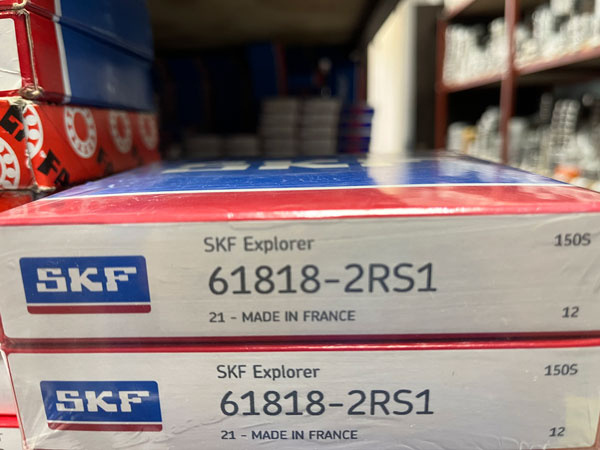 SKF
SKF Explorer
150S
SKF
61818-2RS1
21 - MADE IN FRANCE
12
SKF Explorer
150S
SKF
61818-2RS1
21 - MADE IN FRANCE
12